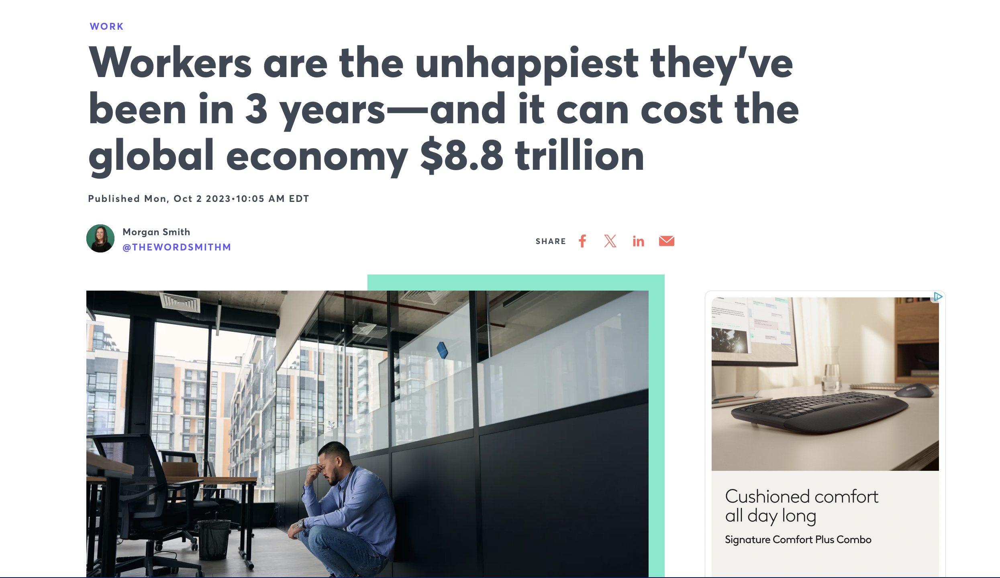 WORK
Workers are the unhappiest they’ve
been in 3 years—and it can cost the
global economy $8.8 trillion
Published Mon, Oct 2 2023•10:05 AM EDT
Morgan Smith
@THEWORDSMITHM
SHARE
Cushioned comfort
all day long
Signature Comfort Plus Combo